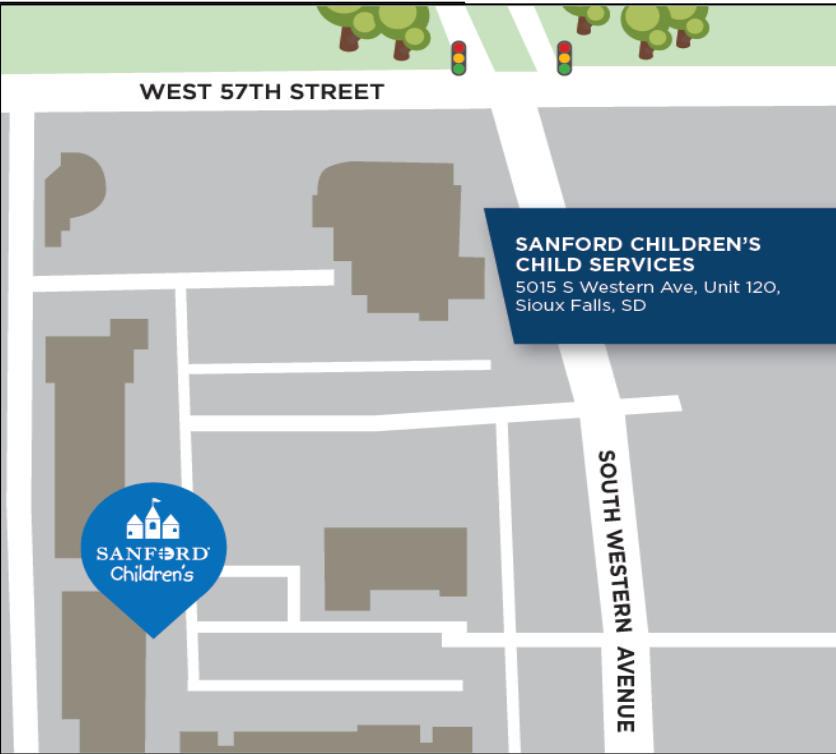 WEST 57TH STREET
SANFORD CHILDREN’S
CHILD SERVICES
5015 S Western Ave, Unit 120,
Sioux Falls, SD
SOUTH WESTERN AVENUE
SANFORD
Children's